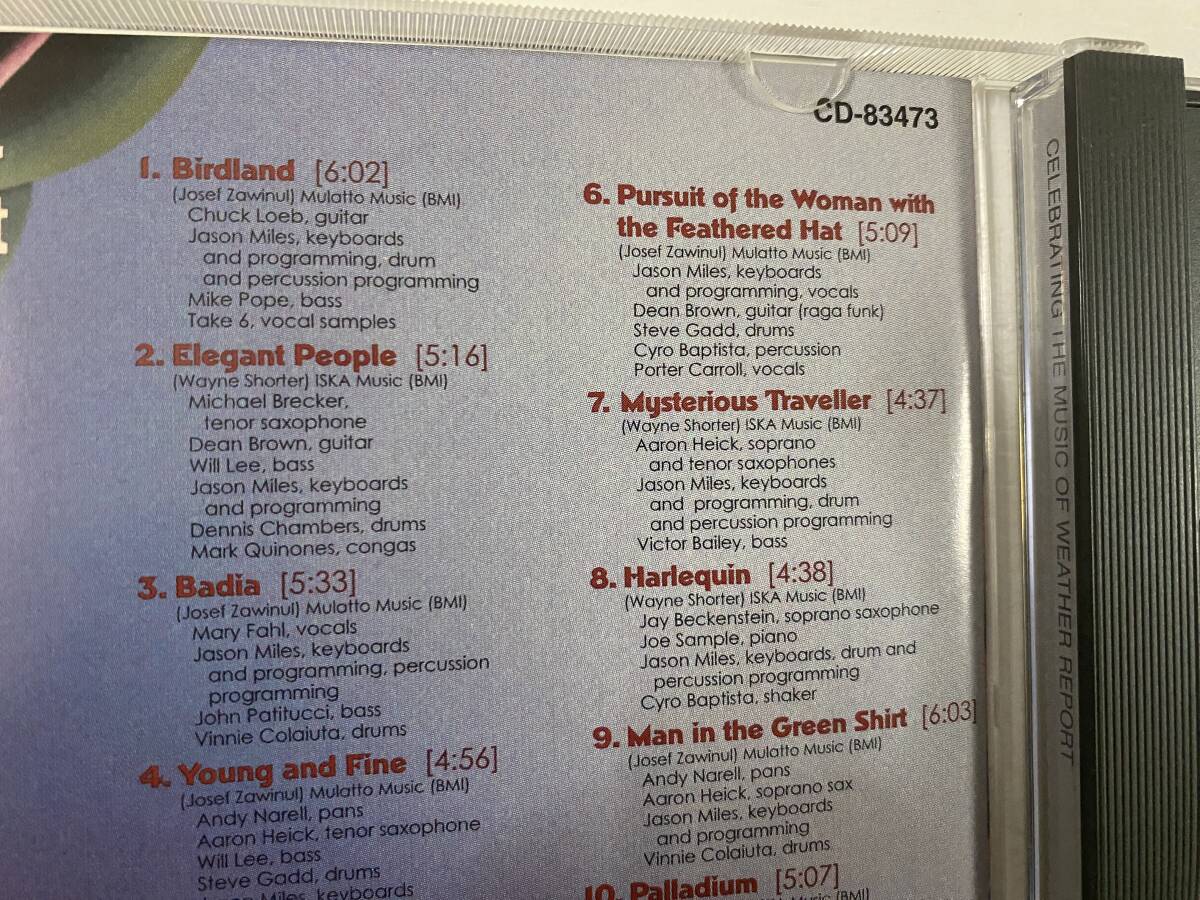 CD-83473
1. Birdland [6:02]
(Josef Zawinul) Mulatto Music (BMI)
Chuck Loeb, guitar
Jason Miles, keyboards
and programming, drum
and percussion programming
Mike Pope, bass
Take 6, vocal samples
2. Elegant People [5:16]
(Wayne Shorter) ISKA Music (BMI)
Michael Brecker,
tenor saxophone
Dean Brown, guitar
Will Lee, bass
Jason Miles, keyboards
and programming
Dennis Chambers, drums
Mark Quinones, congas
3. Badia [5:33]
(Josef Zawinul) Mulatto Music (BMI)
Mary Fahl, vocals
Jason Miles, keyboards
and programming, percussion
programming
John Patitucci, bass
Vinnie Colaiuta, drums
4. Young and Fine [4:56]
(Josef Zawinul) Mulatto Music (BMI)
Andy Narell, pans
Aaron Heick, tenor saxophone
Will Lee, bass
Steve Gadd, drums
Miles, keyboards
6. Pursuit of the Woman with
the Feathered Hat [5:09]
(Josef Zawinul) Mulatto Music (BMI)
Jason Miles, keyboards
and programming, vocals
Dean Brown, guitar (raga funk)
Steve Gadd, drums
Cyro Baptista, percussion
Porter Carroll, vocals
7. Mysterious Traveller [4:37]
(Wayne Shorter) ISKA Music (BMI)
Aaron Heick, soprano
and tenor saxophones
Jason Miles, keyboards
and programming, drum
and percussion programming
Victor Bailey, bass
8. Harlequin [4:38]
(Wayne Shorter) ISKA Music (BMI)
Jay Beckenstein, soprano saxophone
Joe Sample, piano
Jason Miles, keyboards, drum and
percussion programming
Cyro Baptista, shaker
9. Man in the Green Shirt [6:03]
(Josef Zawinul) Mulatto Music (BMI)
Andy Narell, pans
Aaron Heick, soprano sax
Jason Miles, keyboards
and programming
Vinnie Colaiuta, drums
10. Palladium [5:07]
Music (BMI)
CELEBRATING THE MUSIC OF WEATHER REPORT